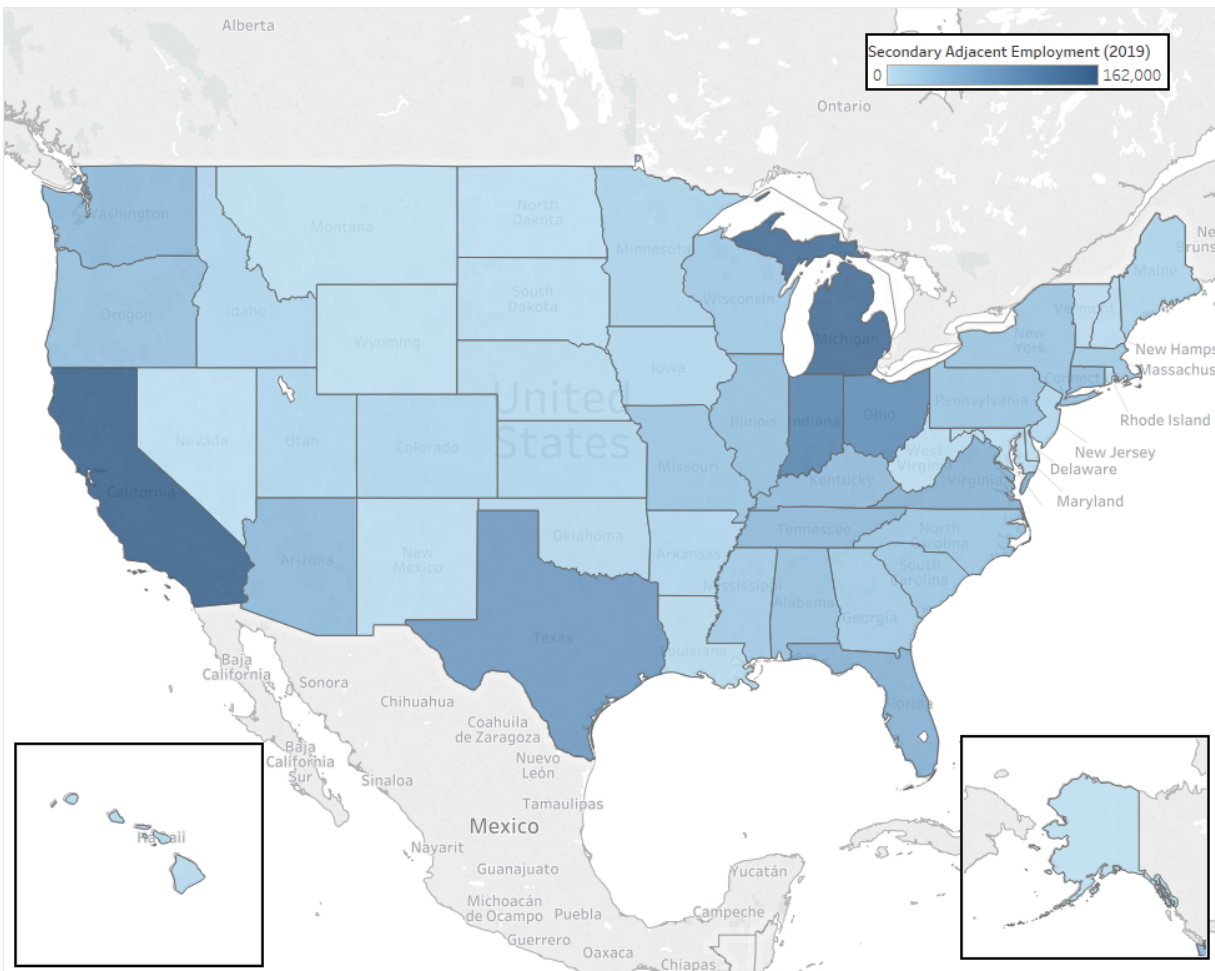 Alberta
Secondary Adjacent Employment (2019)
0
162,000
Ontario
Washington
Montana
North
Dakota
Minnesota
Maine
Oregon
Idaho
South
Dakota
Wisconsin
Vermont
Wyoming
Michigan
New
York
New Hamps
Massachus
Iowa
United
States
Nevada
Utah
Colorado
Illinois
Indiana
Ohio
Pennsylvania
Connect
Rhode Island
New Jersey
Delaware
Maryland
California
Missouri
West
Virginia
Kentucky
Virginia
Arizona
New
Mexico
Oklahoma
Arkansas
Tennessee
North
Carolina
South
Carolina
Mississippi
Alabama
Georgia
Texas
Louisiana
Florida
Baja
California
Sonora
Chihuahua
Coahuila
de Zaragoza
Baja
California
Sur
Sinaloa
Nuevo
León
Tamaulipas
Mexico
Nayarit
Guanajuato
Yucatán
Michoacán
de Ocampo
Puebla
Campeche
Guerrero
Oaxaca
Chiapas
Hawaii